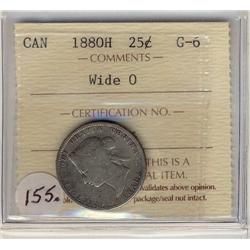 CAN 1880H 25¢ G-6
COMMENTS
Wide 0
CERTIFICATION NO.
THIS IS A
AL ITEM.
validates above opinion.
package/seal not intact.
155.